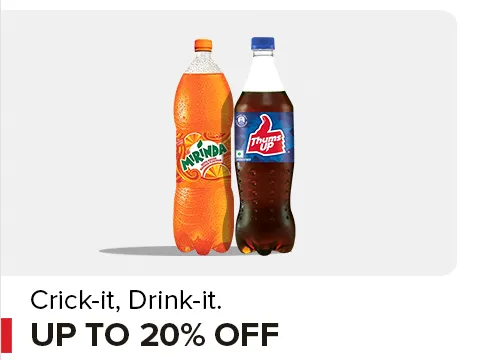 MIRINDA
Thums
UP
Crick-it, Drink-it.
UP TO 20% OFF